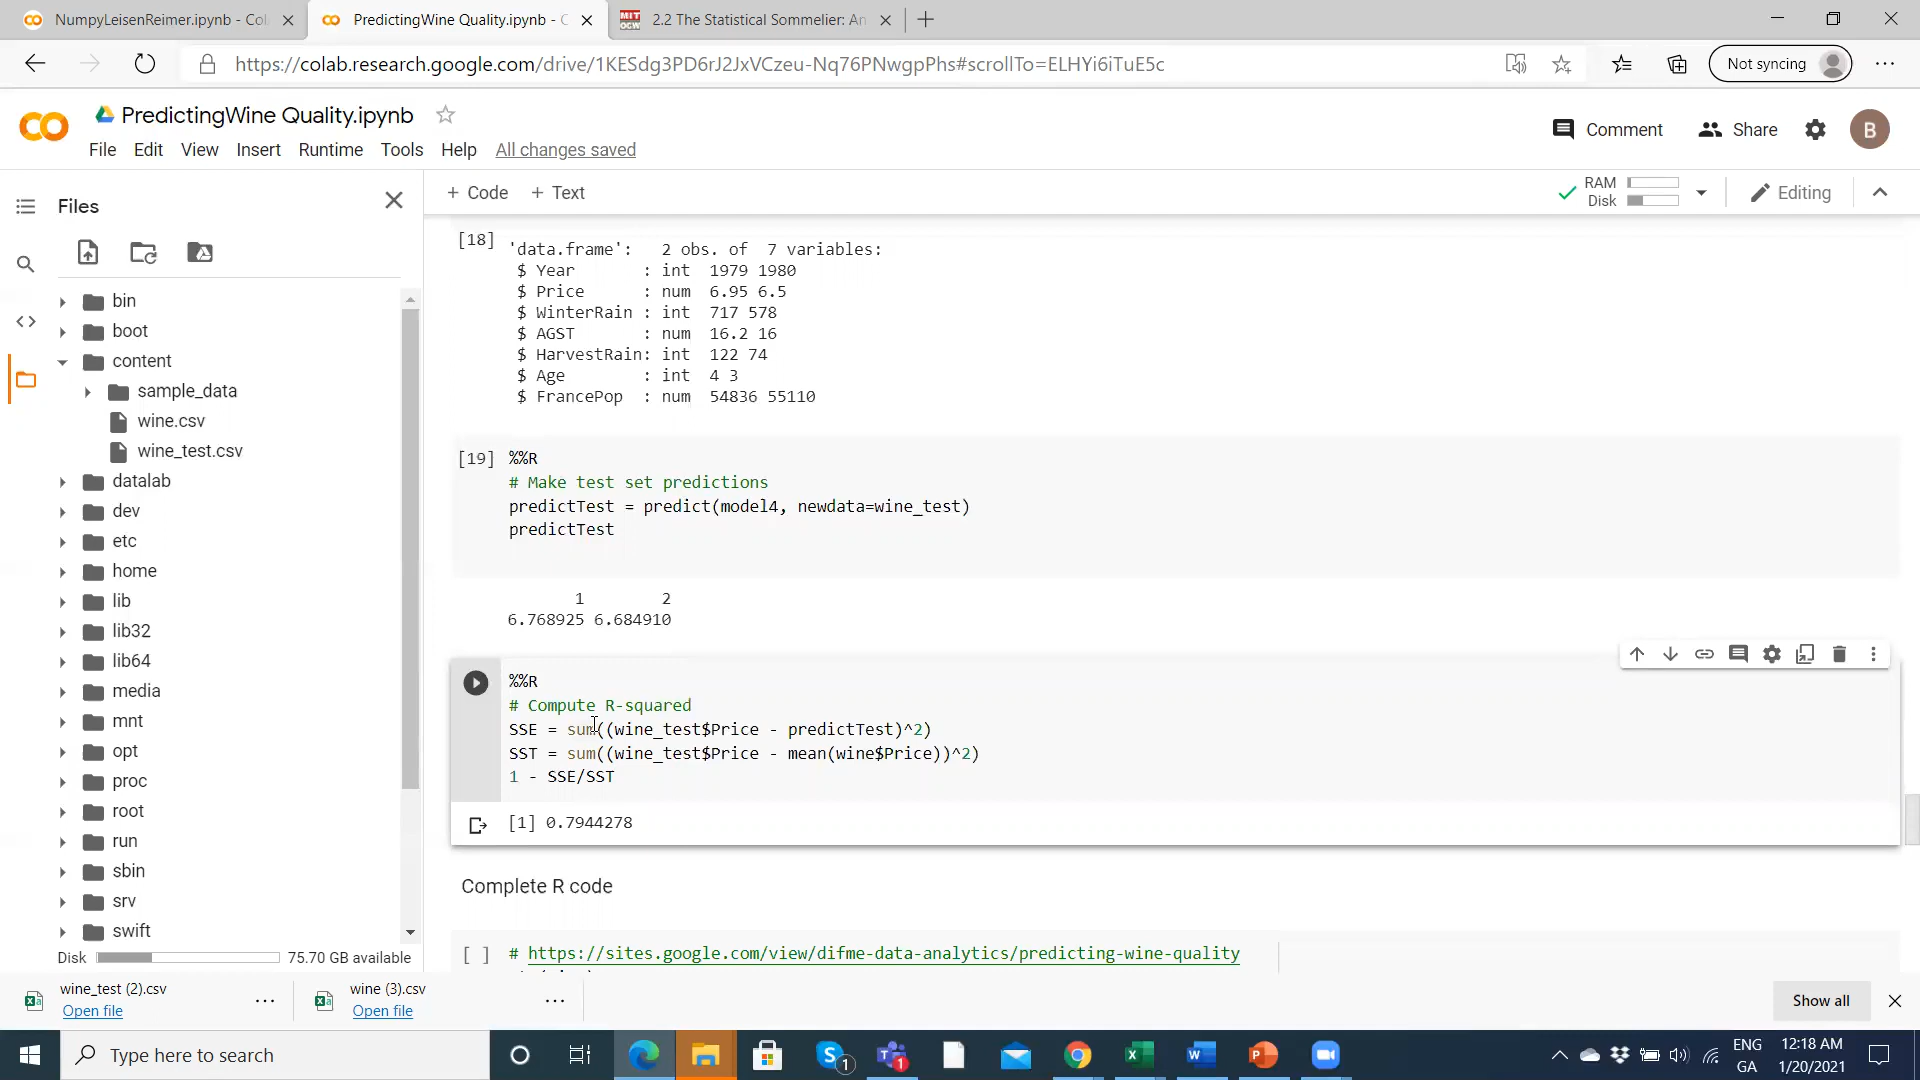 NumpyLeisenReimer.ipynb - Col
PredictingWine Quality.ipynb - C
MIT OCW
2.2 The Statistical Sommelier: An
https://colab.research.google.com/drive/1KESdg3PD6rJ2JxVCzeu-Nq76PNwgpPhs#scrollTo=ELHYi6iTuE5c
Not syncing
PredictingWine Quality.ipynb
File Edit View Insert Runtime Tools Help All changes saved
Comment
Share
B
Files
+ Code + Text
RAM
Disk
Editing
bin
boot
content
sample_data
wine.csv
wine_test.csv
datalab
dev
etc
home
lib
lib32
lib64
media
mnt
opt
proc
root
run
sbin
srv
swift
Disk 75.70 GB available
[18] 'data.frame': 2 obs. of 7 variables:
$ Year : int 1979 1980
$ Price : num 6.95 6.5
$ WinterRain : int 717 578
$ AGST : num 16.2 16
$ HarvestRain: int 122 74
$ Age : int 4 3
$ FrancePop : num 54836 55110
[19] %%R
# Make test set predictions
predictTest = predict(model4, newdata=wine_test)
predictTest
1 2
6.768925 6.684910
%%R
# Compute R-squared
SSE = sum((wine_test$Price - predictTest)^2)
SST = sum((wine_test$Price - mean(wine$Price))^2)
1 - SSE/SST
[1] 0.7944278
Complete R code
[ ] # https://sites.google.com/view/difme-data-analytics/predicting-wine-quality
wine_test (2).csv
Open file
wine (3).csv
Open file
Show all
Type here to search
1
1
ENG
GA
12:18 AM
1/20/2021